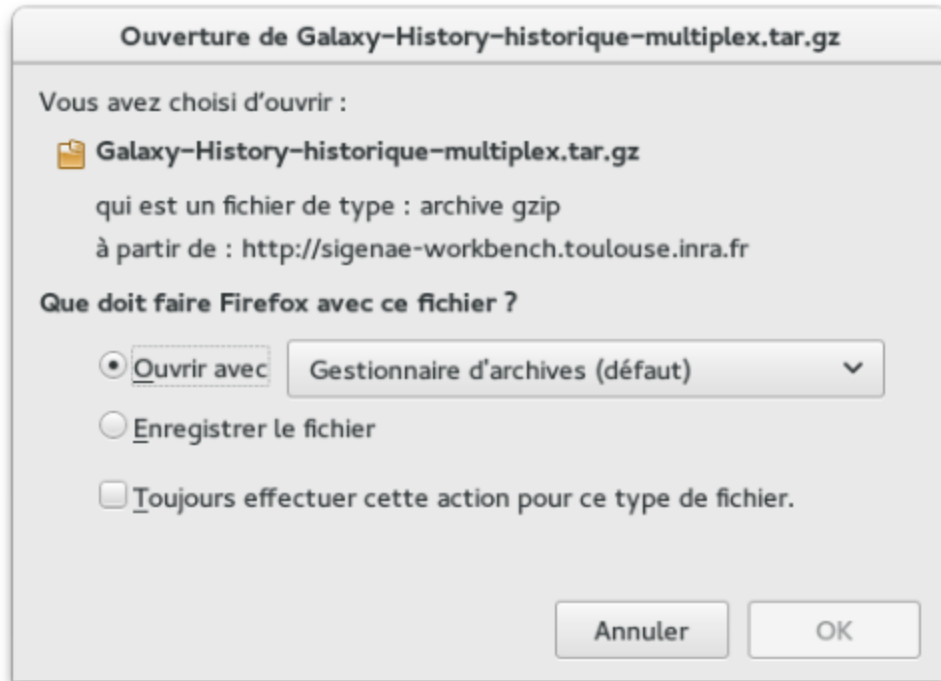 Ouverture de Galaxy-History-historique-multiplex.tar.gz
Vous avez choisi d'ouvrir :
Galaxy-History-historique-multiplex.tar.gz
qui est un fichier de type : archive gzip
à partir de : http://sigenae-workbench.toulouse.inra.fr
Que doit faire Firefox avec ce fichier ?
Ouvrir avec Gestionnaire d'archives (défaut)
Enregistrer le fichier
Toujours effectuer cette action pour ce type de fichier.
Annuler OK